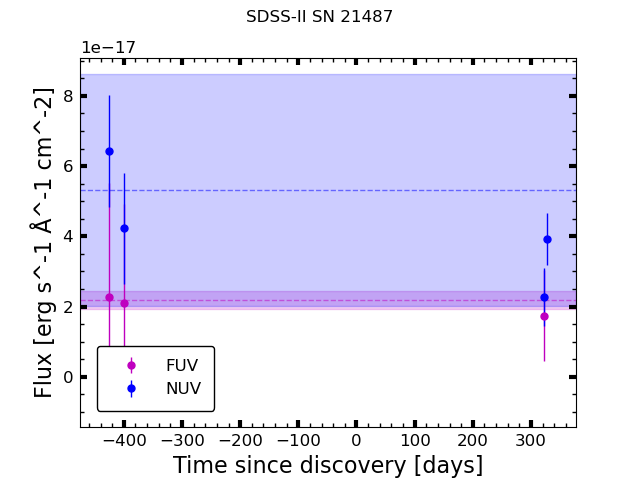 SDSS-II SN 21487
1e−17
Flux [erg s^-1 Å^-1 cm^-2]
8
6
4
2
0
FUV
NUV
−400 −300 −200 −100 0 100 200 300
Time since discovery [days]